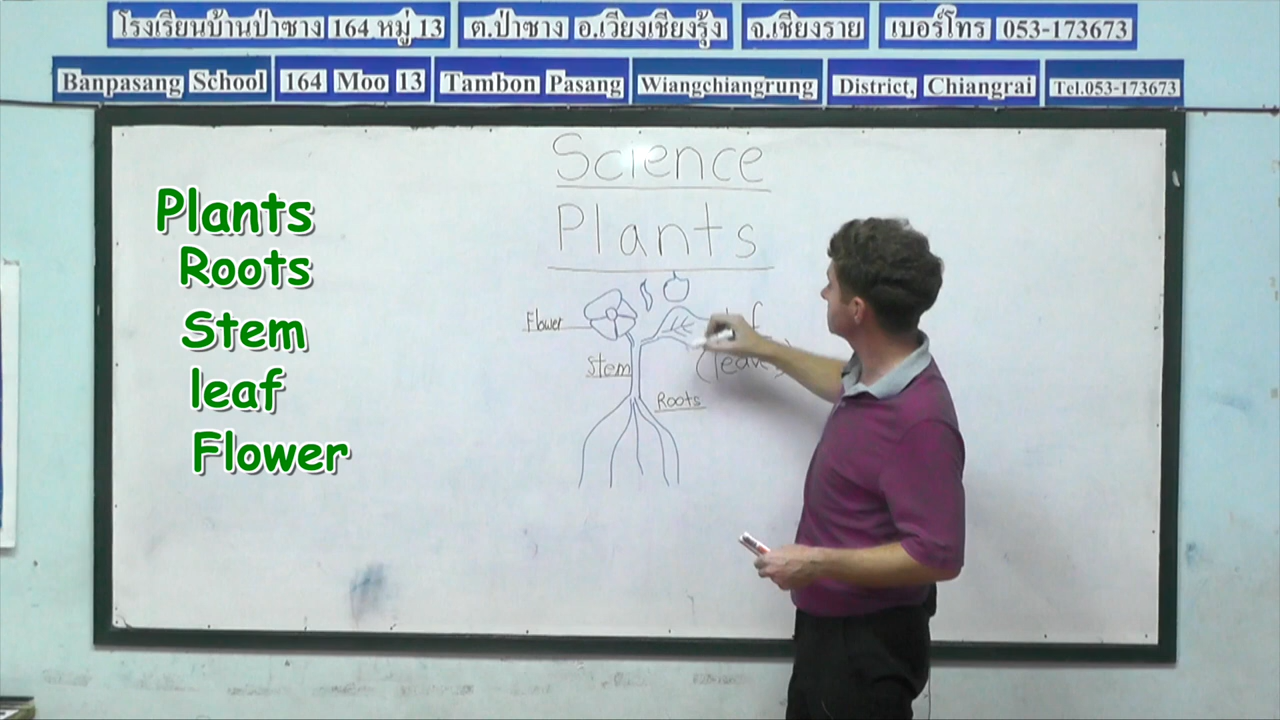 โรงเรียนบ้านป่าซาง 164 หมู่ 13 ต.ป่าซาง อ.เวียงเชียงรุ้ง จ.เชียงราย เบอร์โทร 053-173673
Banpasang School 164 Moo 13 Tambon Pasang Wiangchiangrung District, Chiangrai Tel.053-173673
Science
Plants
Plants
Roots
Stem
leaf
Flower
Flower
Stem
Roots